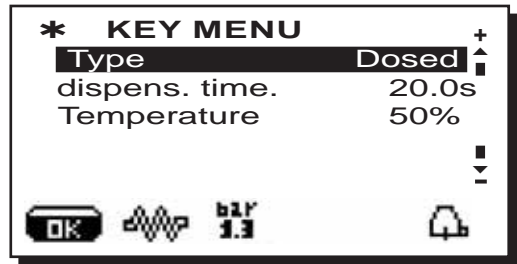 * KEY MENU +
Type Dosed
dispens. time. 20.0s
Temperature 50%
-
OK bar 1.3